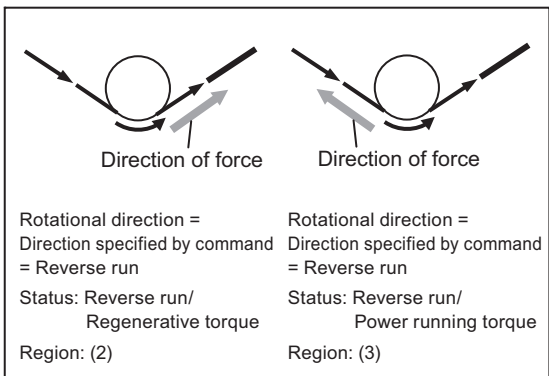 Direction of force
Direction of force
Rotational direction =
Direction specified by command
= Reverse run
Status: Reverse run/
Regenerative torque
Region: (2)
Rotational direction =
Direction specified by command
= Reverse run
Status: Reverse run/
Power running torque
Region: (3)